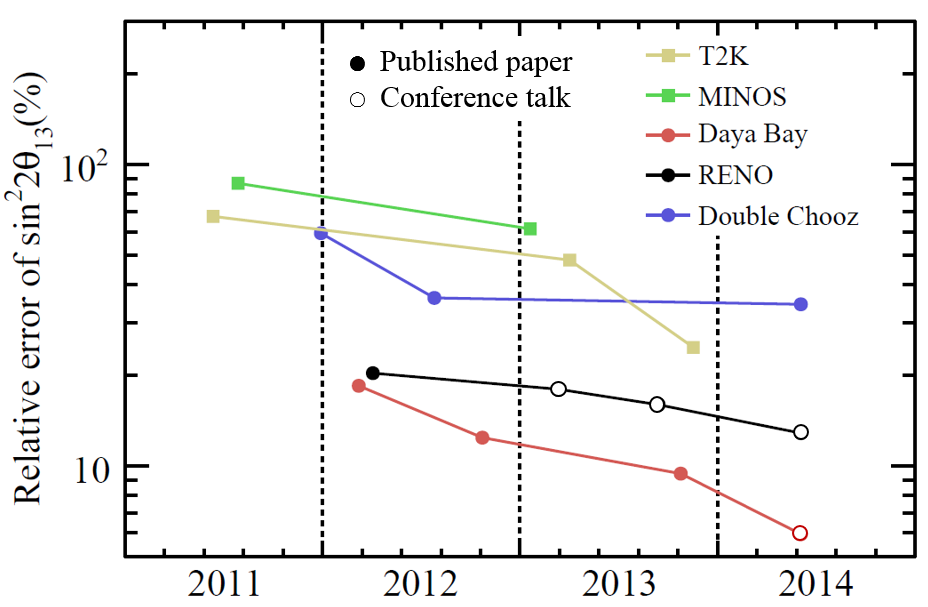 Relative error of sin²2θ₁₃(%)
10²
10
Published paper
Conference talk
T2K
MINOS
Daya Bay
RENO
Double Chooz
2011 2012 2013 2014